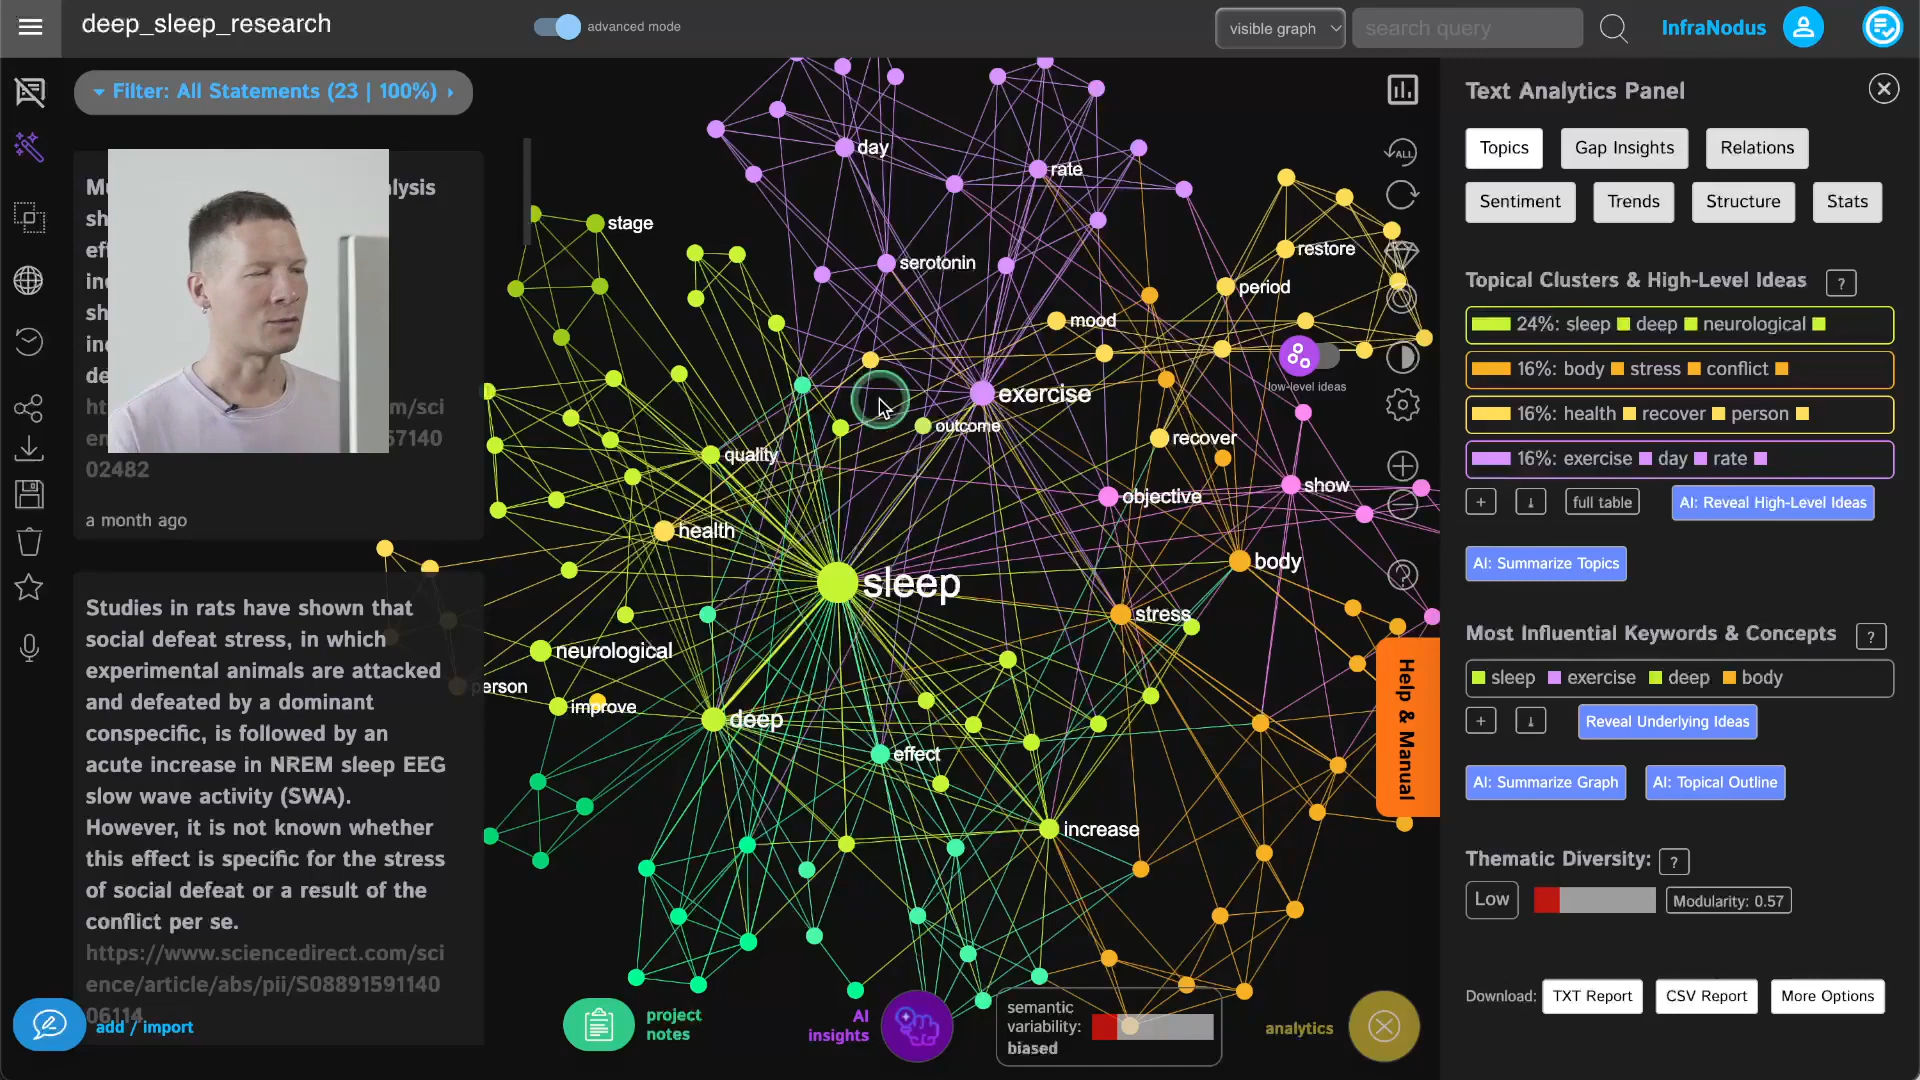 deep_sleep_research
advanced mode
visible graph
search query
InfraNodus
Filter: All Statements (23 | 100%)
02482
a month ago
Studies in rats have shown that
social defeat stress, in which
experimental animals are attacked
and defeated by a dominant
conspecific, is followed by an
acute increase in NREM sleep EEG
slow wave activity (SWA).
However, it is not known whether
this effect is specific for the stress
of social defeat or a result of the
conflict per se.
https://www.sciencedirect.com/sci
ence/article/abs/pii/S08891591140
06114
add / import
day
rate
stage
serotonin
restore
period
mood
low-level ideas
exercise
outcome
recover
quality
objective
show
health
body
sleep
stress
neurological
person
improve
deep
effect
increase
ALL
Help & Manual
project
notes
AI
insights
semantic
variability:
biased
analytics
Text Analytics Panel
Topics
Gap Insights
Relations
Sentiment
Trends
Structure
Stats
Topical Clusters & High-Level Ideas ?
24%: sleep deep neurological
16%: body stress conflict
16%: health recover person
16%: exercise day rate
full table
AI: Reveal High-Level Ideas
AI: Summarize Topics
Most Influential Keywords & Concepts ?
sleep exercise deep body
Reveal Underlying Ideas
AI: Summarize Graph
AI: Topical Outline
Thematic Diversity: ?
Low
Modularity: 0.57
Download:
TXT Report
CSV Report
More Options